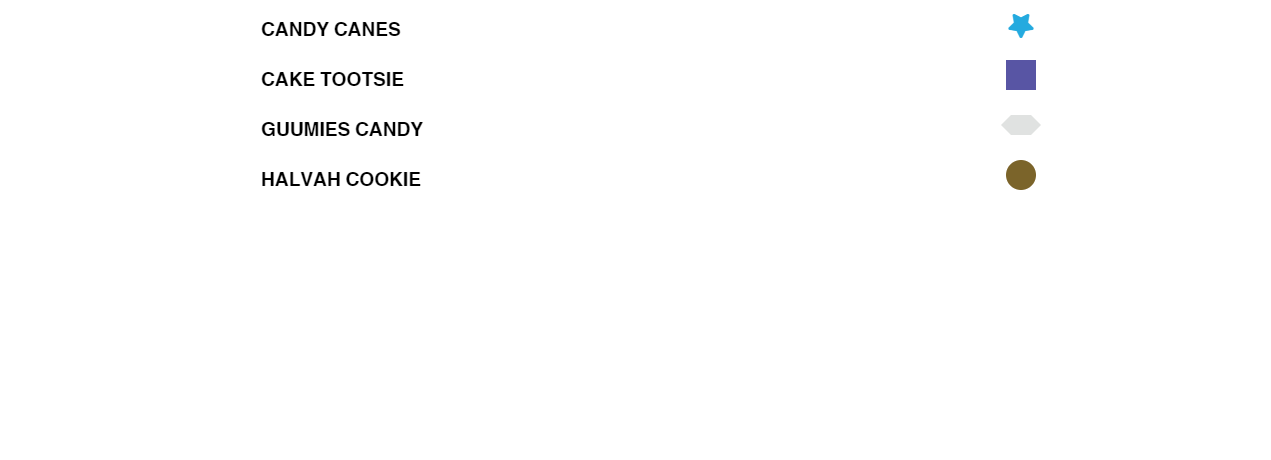 CANDY CANES
CAKE TOOTSIE
GUUMIES CANDY
HALVAH COOKIE